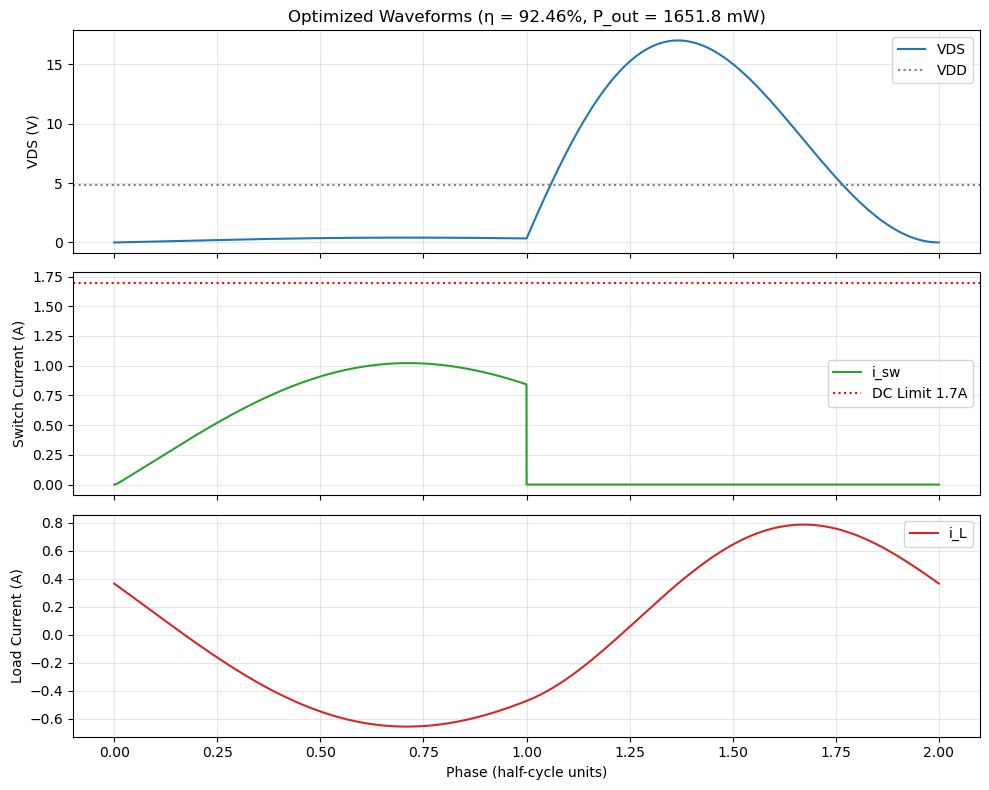 Optimized Waveforms (η = 92.46%, P_out = 1651.8 mW)
VDS (V)
15
10
5
0
VDS
VDD
Switch Current (A)
1.75
1.50
1.25
1.00
0.75
0.50
0.25
0.00
i_sw
DC Limit 1.7A
Load Current (A)
0.8
0.6
0.4
0.2
0.0
−0.2
−0.4
−0.6
i_L
0.00 0.25 0.50 0.75 1.00 1.25 1.50 1.75 2.00
Phase (half-cycle units)